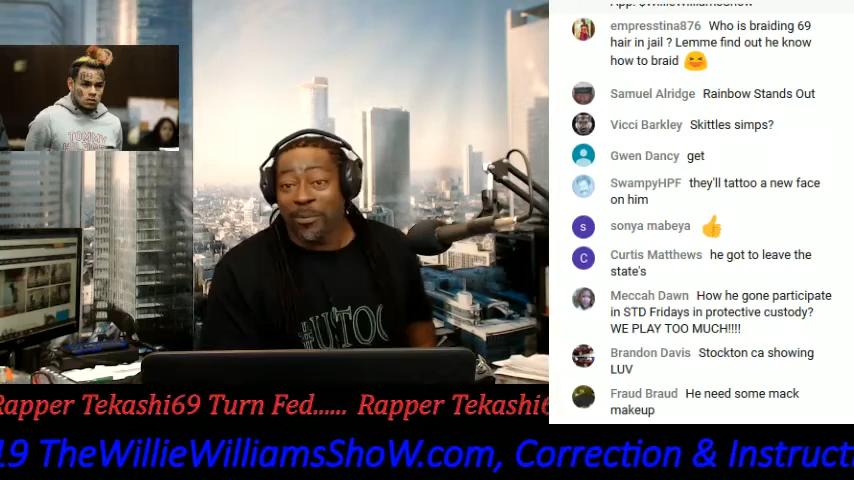 App: $WillieWilliamsShow
empresstina876 Who is braiding 69
hair in jail ? Lemme find out he know
how to braid
Samuel Alridge Rainbow Stands Out
Vicci Barkley Skittles simps?
Gwen Dancy get
SwampyHPF they'll tattoo a new face
on him
s sonya mabeya
C Curtis Matthews he got to leave the
state's
Meccah Dawn How he gone participate
in STD Fridays in protective custody?
WE PLAY TOO MUCH!!!!
Brandon Davis Stockton ca showing
LUV
Fraud Braud He need some mack
makeup
TOMMY
Rapper Tekashi69 Turn Fed...... Rapper Tekashi6
19 TheWillieWilliamsShoW.com, Correction & Instructi